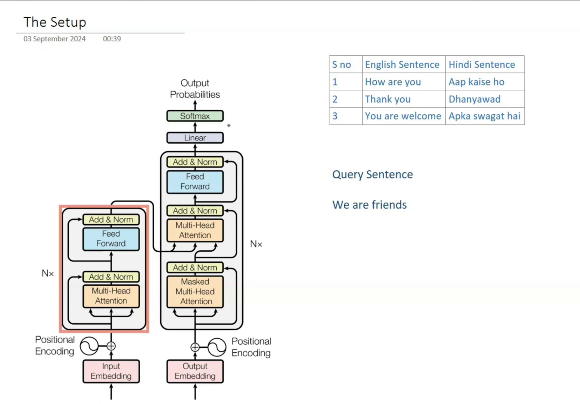 The Setup
03 September 2024 00:39
S no English Sentence Hindi Sentence
1 How are you Aap kaise ho
2 Thank you Dhanyawad
3 You are welcome Apka swagat hai
Query Sentence
We are friends
Output
Probabilities
Softmax
Linear
Add & Norm
Feed
Forward
Add & Norm
Multi-Head
Attention
Add & Norm
Masked
Multi-Head
Attention
Nx
Positional
Encoding
Output
Embedding
Add & Norm
Feed
Forward
Add & Norm
Multi-Head
Attention
Nx
Positional
Encoding
Input
Embedding